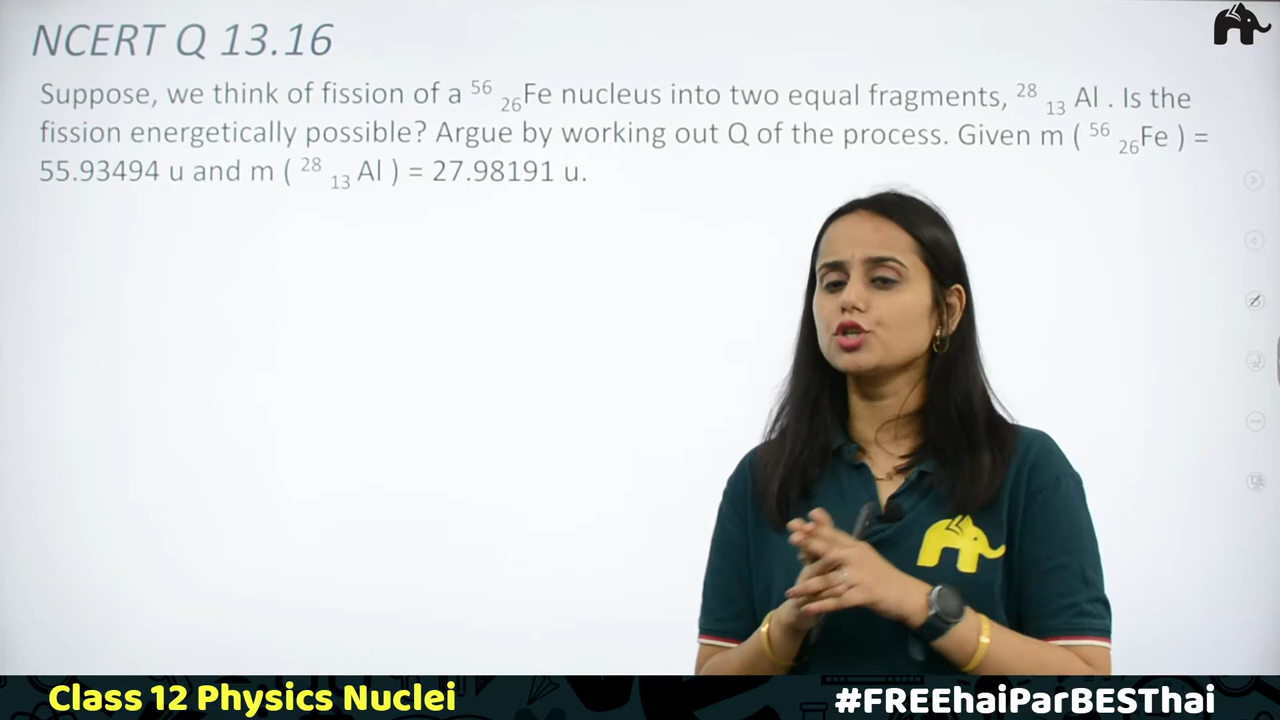 NCERT Q 13.16
Suppose, we think of fission of a ⁵⁶ ₂₆Fe nucleus into two equal fragments, ²⁸ ₁₃ Al . Is the
fission energetically possible? Argue by working out Q of the process. Given m ( ⁵⁶ ₂₆Fe ) =
55.93494 u and m ( ²⁸ ₁₃ Al ) = 27.98191 u.
Class 12 Physics Nuclei
#FREEhaiParBESThai